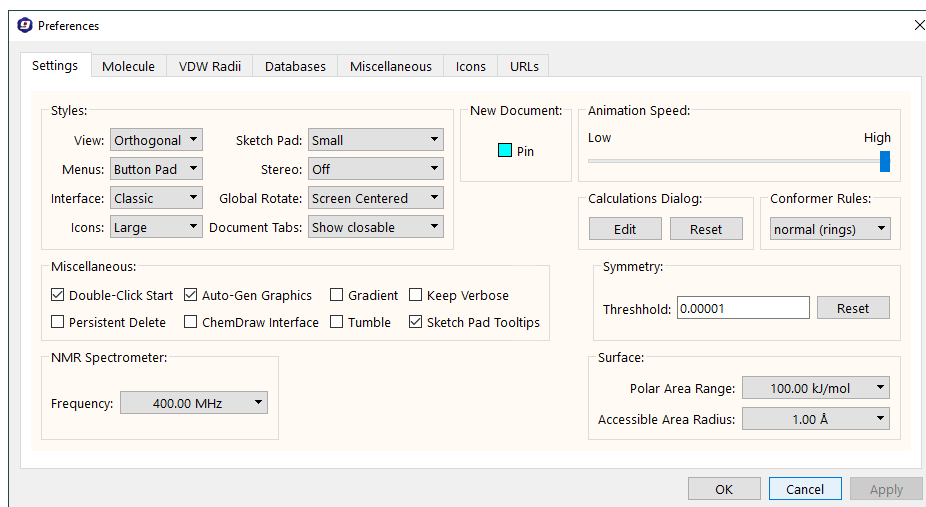 Preferences
Settings Molecule VDW Radii Databases Miscellaneous Icons URLs
Styles: New Document: Animation Speed:
View: Orthogonal Sketch Pad: Small Pin Low High
Menus: Button Pad Stereo: Off
Interface: Classic Global Rotate: Screen Centered Calculations Dialog: Conformer Rules:
Icons: Large Document Tabs: Show closable Edit Reset normal (rings)
Miscellaneous: Symmetry:
Double-Click Start Auto-Gen Graphics Gradient Keep Verbose Threshhold: 0.00001 Reset
Persistent Delete ChemDraw Interface Tumble Sketch Pad Tooltips
NMR Spectrometer: Surface:
Frequency: 400.00 MHz Polar Area Range: 100.00 kJ/mol
Accessible Area Radius: 1.00 Å
OK Cancel Apply